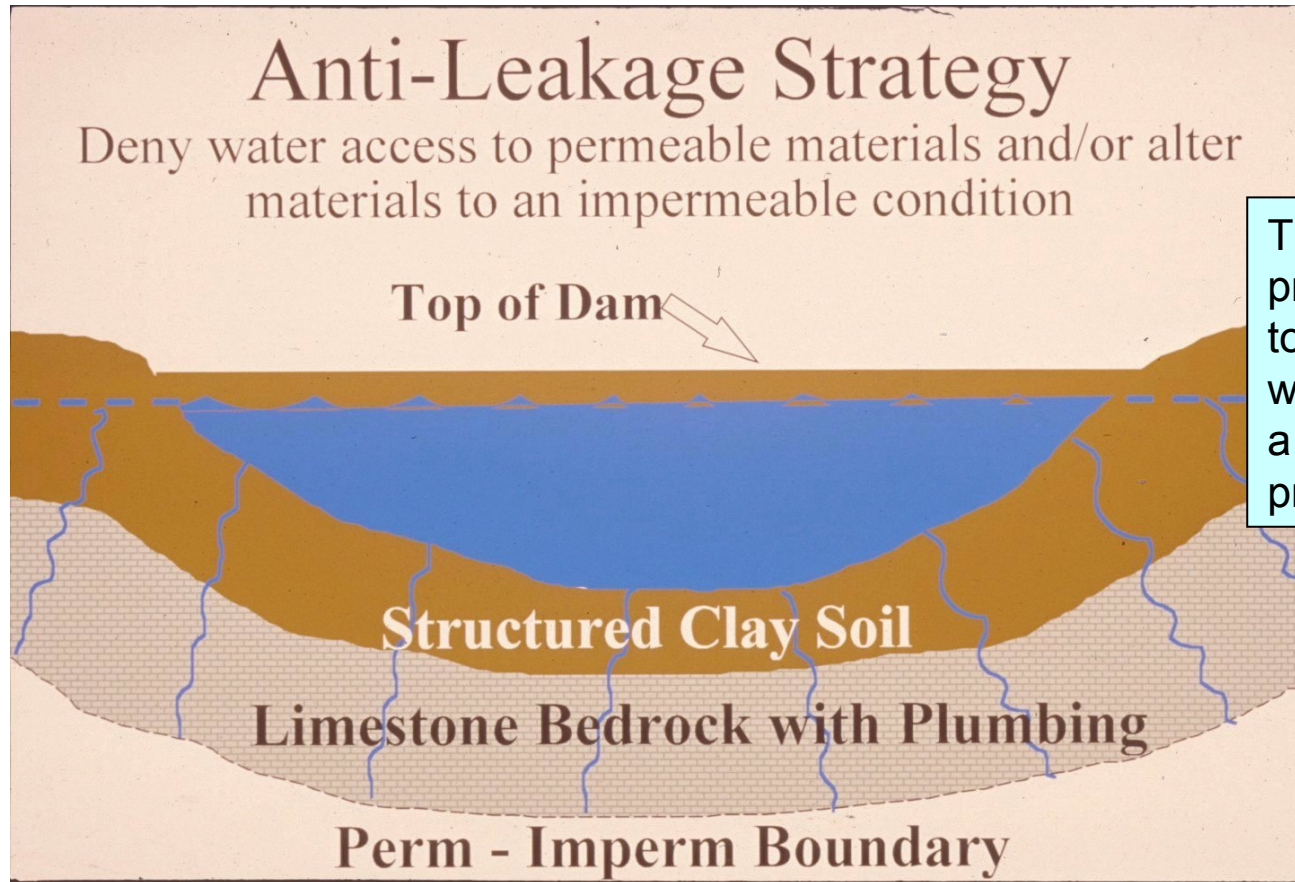 Anti-Leakage Strategy
Deny water access to permeable materials and/or alter
materials to an impermeable condition
Top of Dam
Structured Clay Soil
Limestone Bedrock with Plumbing
Perm - Imperm Boundary